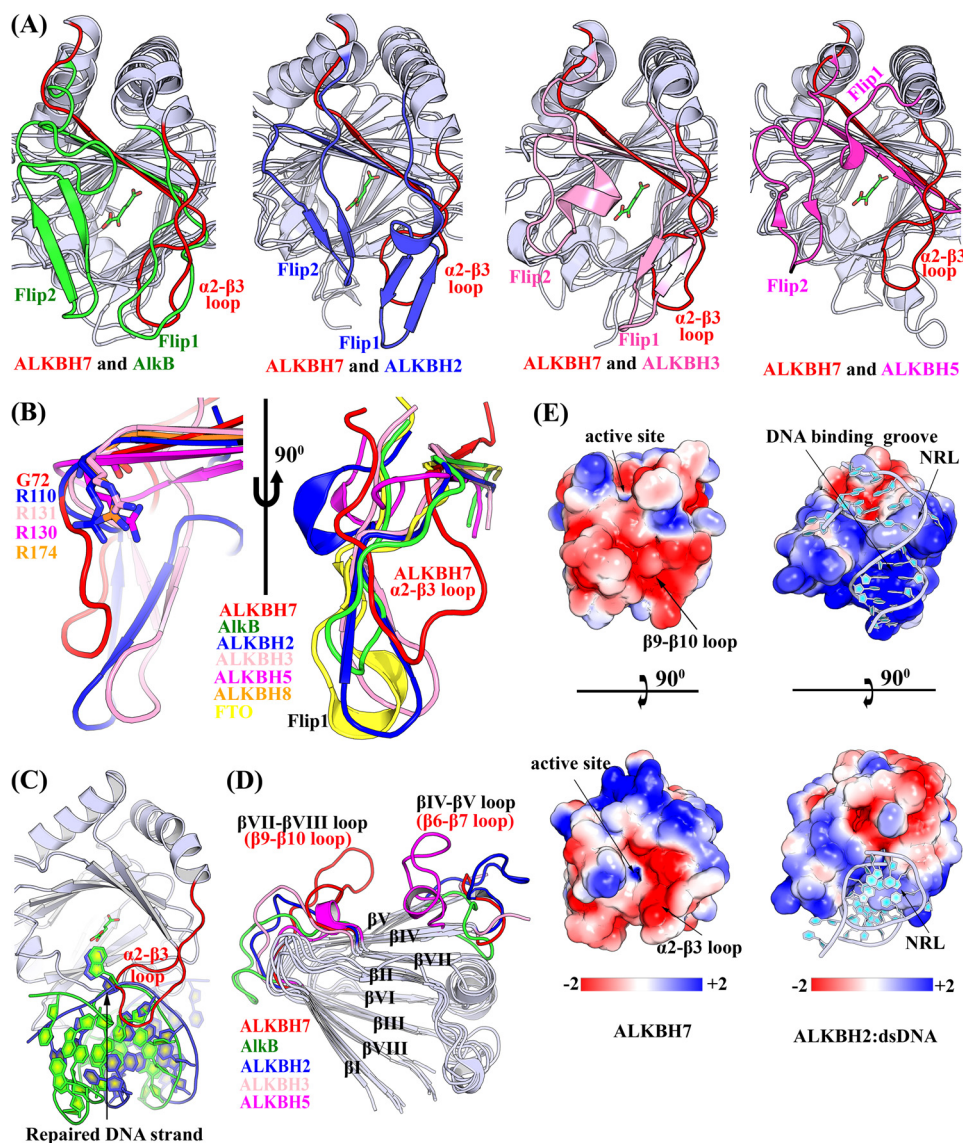 (A)
Flip2
Flip1
α2-β3
loop
ALKBH7 and AlkB
Flip2
Flip1
α2-β3
loop
ALKBH7 and ALKBH2
Flip2
Flip1
α2-β3
loop
ALKBH7 and ALKBH3
Flip1
Flip2
α2-β3
loop
ALKBH7 and ALKBH5
(B)
G72
R110
R131
R130
R174
90⁰
ALKBH7
α2-β3 loop
ALKBH7
AlkB
ALKBH2
ALKBH3
ALKBH5
ALKBH8
FTO
Flip1
(C)
α2-β3
loop
Repaired DNA strand
(D)
βVII-βVIII loop
(β9-β10 loop)
βIV-βV loop
(β6-β7 loop)
βV
βIV
βVII
βII
βVI
βIII
βVIII
βI
ALKBH7
AlkB
ALKBH2
ALKBH3
ALKBH5
(E)
active site
β9-β10 loop
DNA binding groove
NRL
90⁰
90⁰
active site
α2-β3 loop
NRL
-2 +2
ALKBH7
-2 +2
ALKBH2:dsDNA